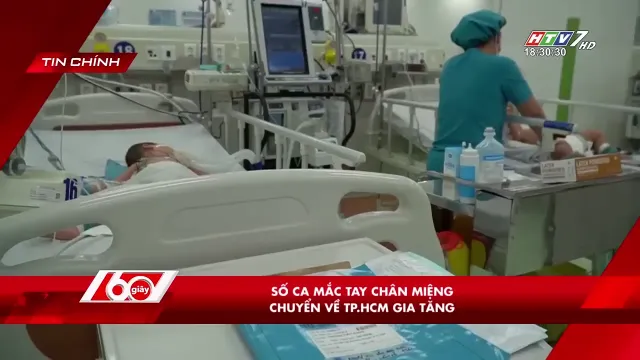 TIN CHÍNH
HTV7 HD
18:30:30
16
60 giây
SỐ CA MẮC TAY CHÂN MIỆNG
CHUYỂN VỀ TP.HCM GIA TĂNG